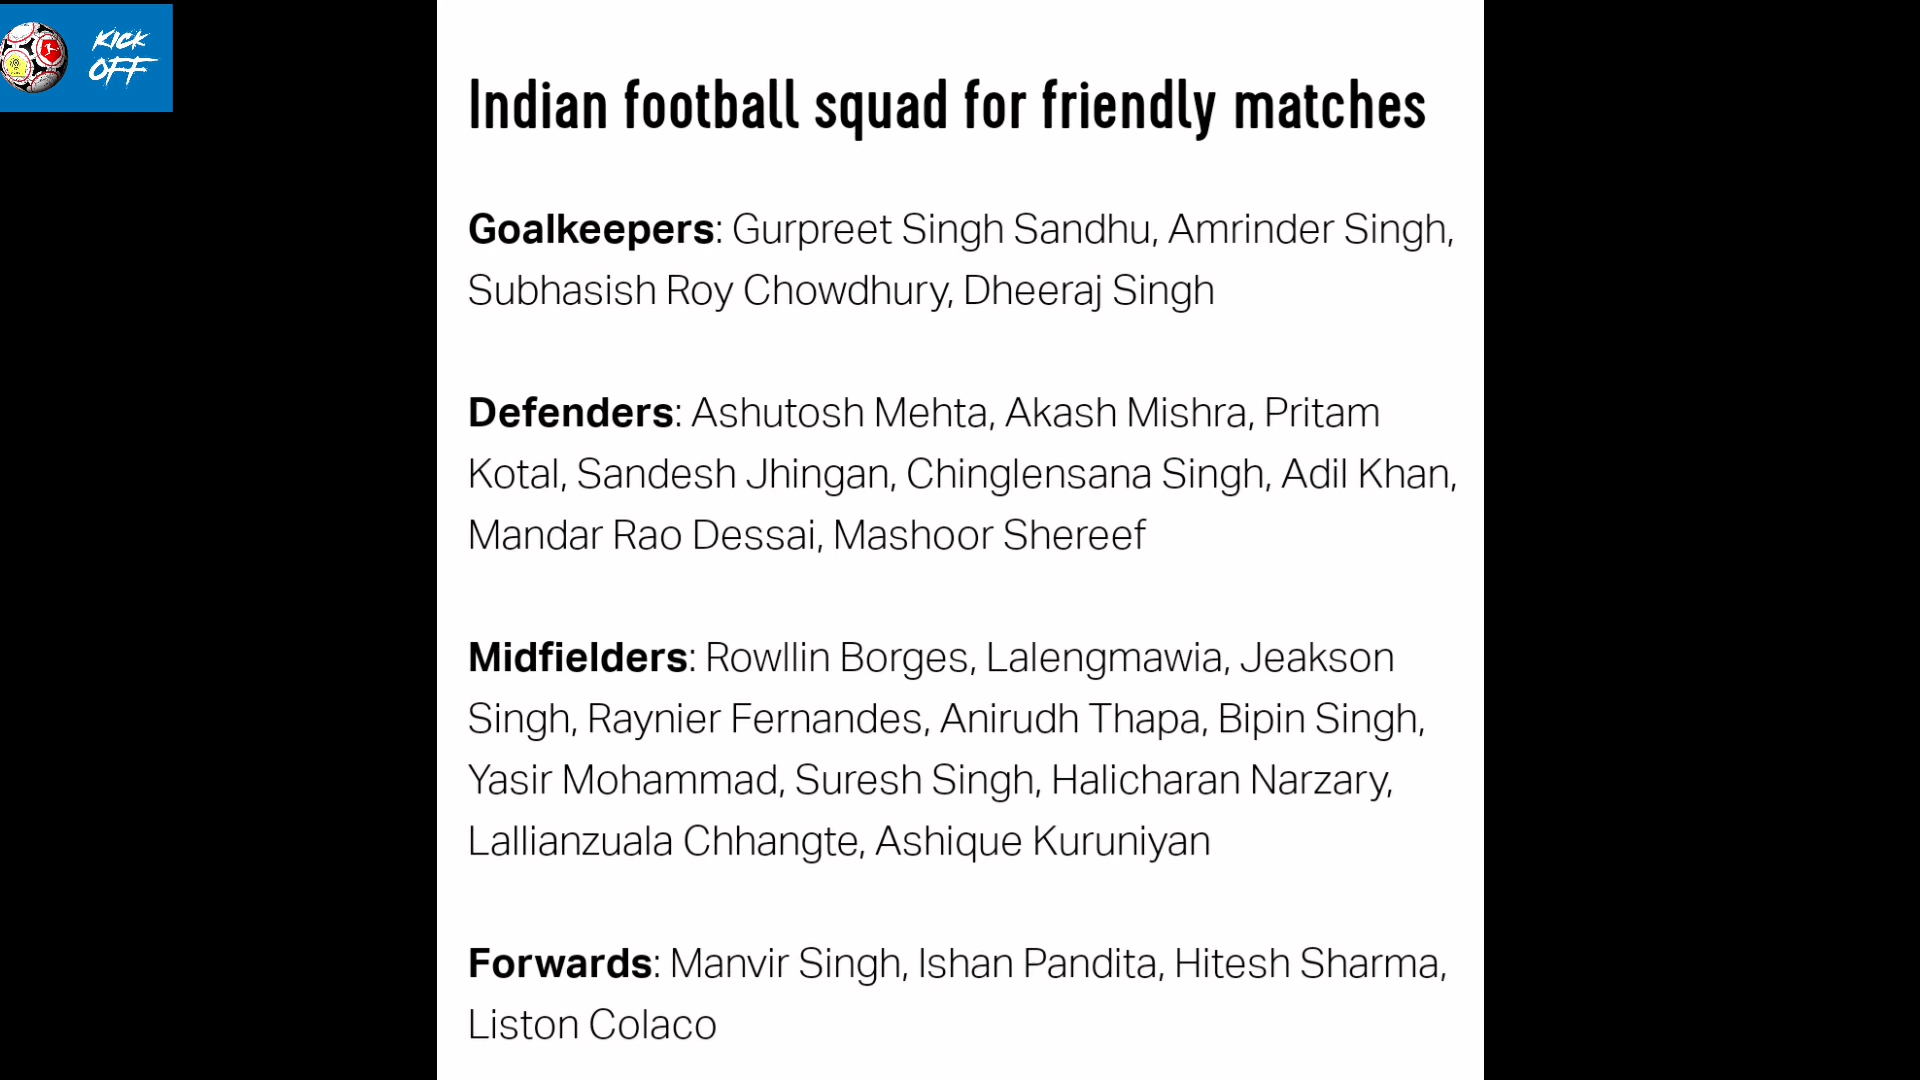 KICK
OFF
Indian football squad for friendly matches
Goalkeepers: Gurpreet Singh Sandhu, Amrinder Singh,
Subhasish Roy Chowdhury, Dheeraj Singh
Defenders: Ashutosh Mehta, Akash Mishra, Pritam
Kotal, Sandesh Jhingan, Chinglensana Singh, Adil Khan,
Mandar Rao Dessai, Mashoor Shereef
Midfielders: Rowllin Borges, Lalengmawia, Jeakson
Singh, Raynier Fernandes, Anirudh Thapa, Bipin Singh,
Yasir Mohammad, Suresh Singh, Halicharan Narzary,
Lallianzuala Chhangte, Ashique Kuruniyan
Forwards: Manvir Singh, Ishan Pandita, Hitesh Sharma,
Liston Colaco